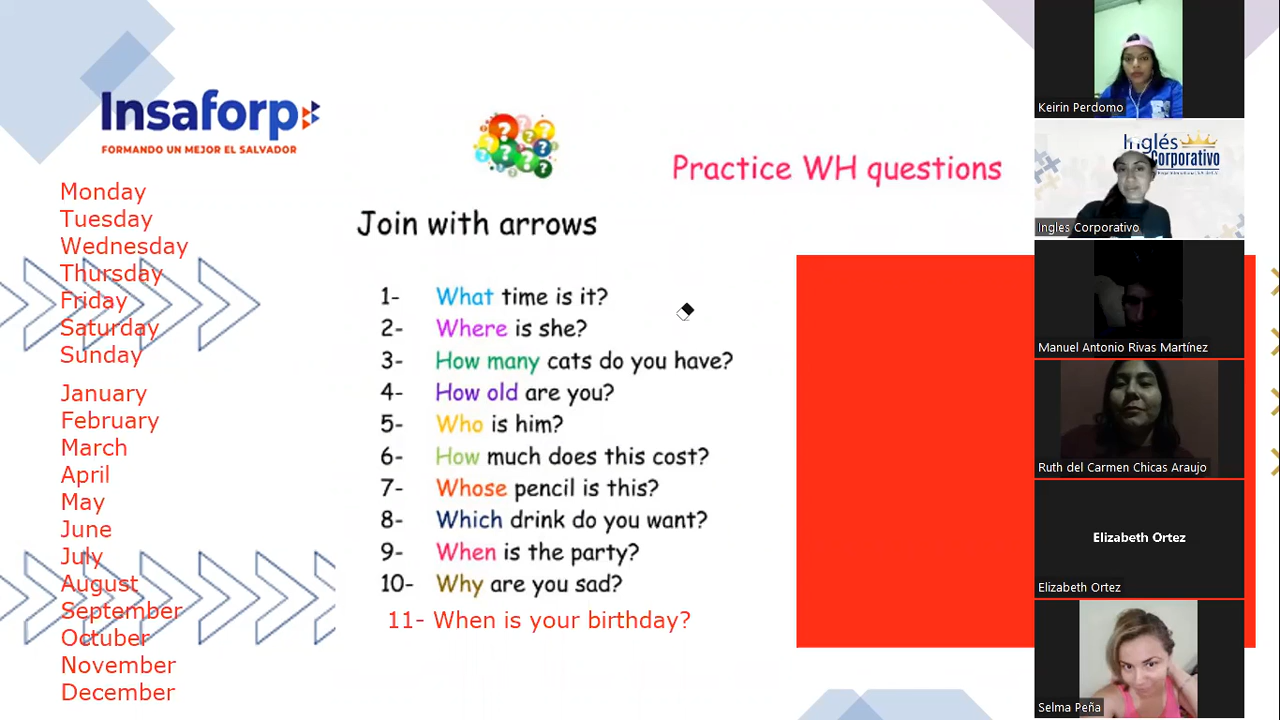 Insaforp
FORMANDO UN MEJOR EL SALVADOR
Practice WH questions
Join with arrows
Monday
Tuesday
Wednesday
Thursday
Friday
Saturday
Sunday
January
February
March
April
May
June
July
August
September
Octuber
November
December
1- What time is it?
2- Where is she?
3- How many cats do you have?
4- How old are you?
5- Who is him?
6- How much does this cost?
7- Whose pencil is this?
8- Which drink do you want?
9- When is the party?
10- Why are you sad?
11- When is your birthday?
Keirin Perdomo
Inglés
Corporativo
Ingles Corporativo
Manuel Antonio Rivas Martínez
Ruth del Carmen Chicas Araujo
Elizabeth Ortez
Elizabeth Ortez
Selma Peña